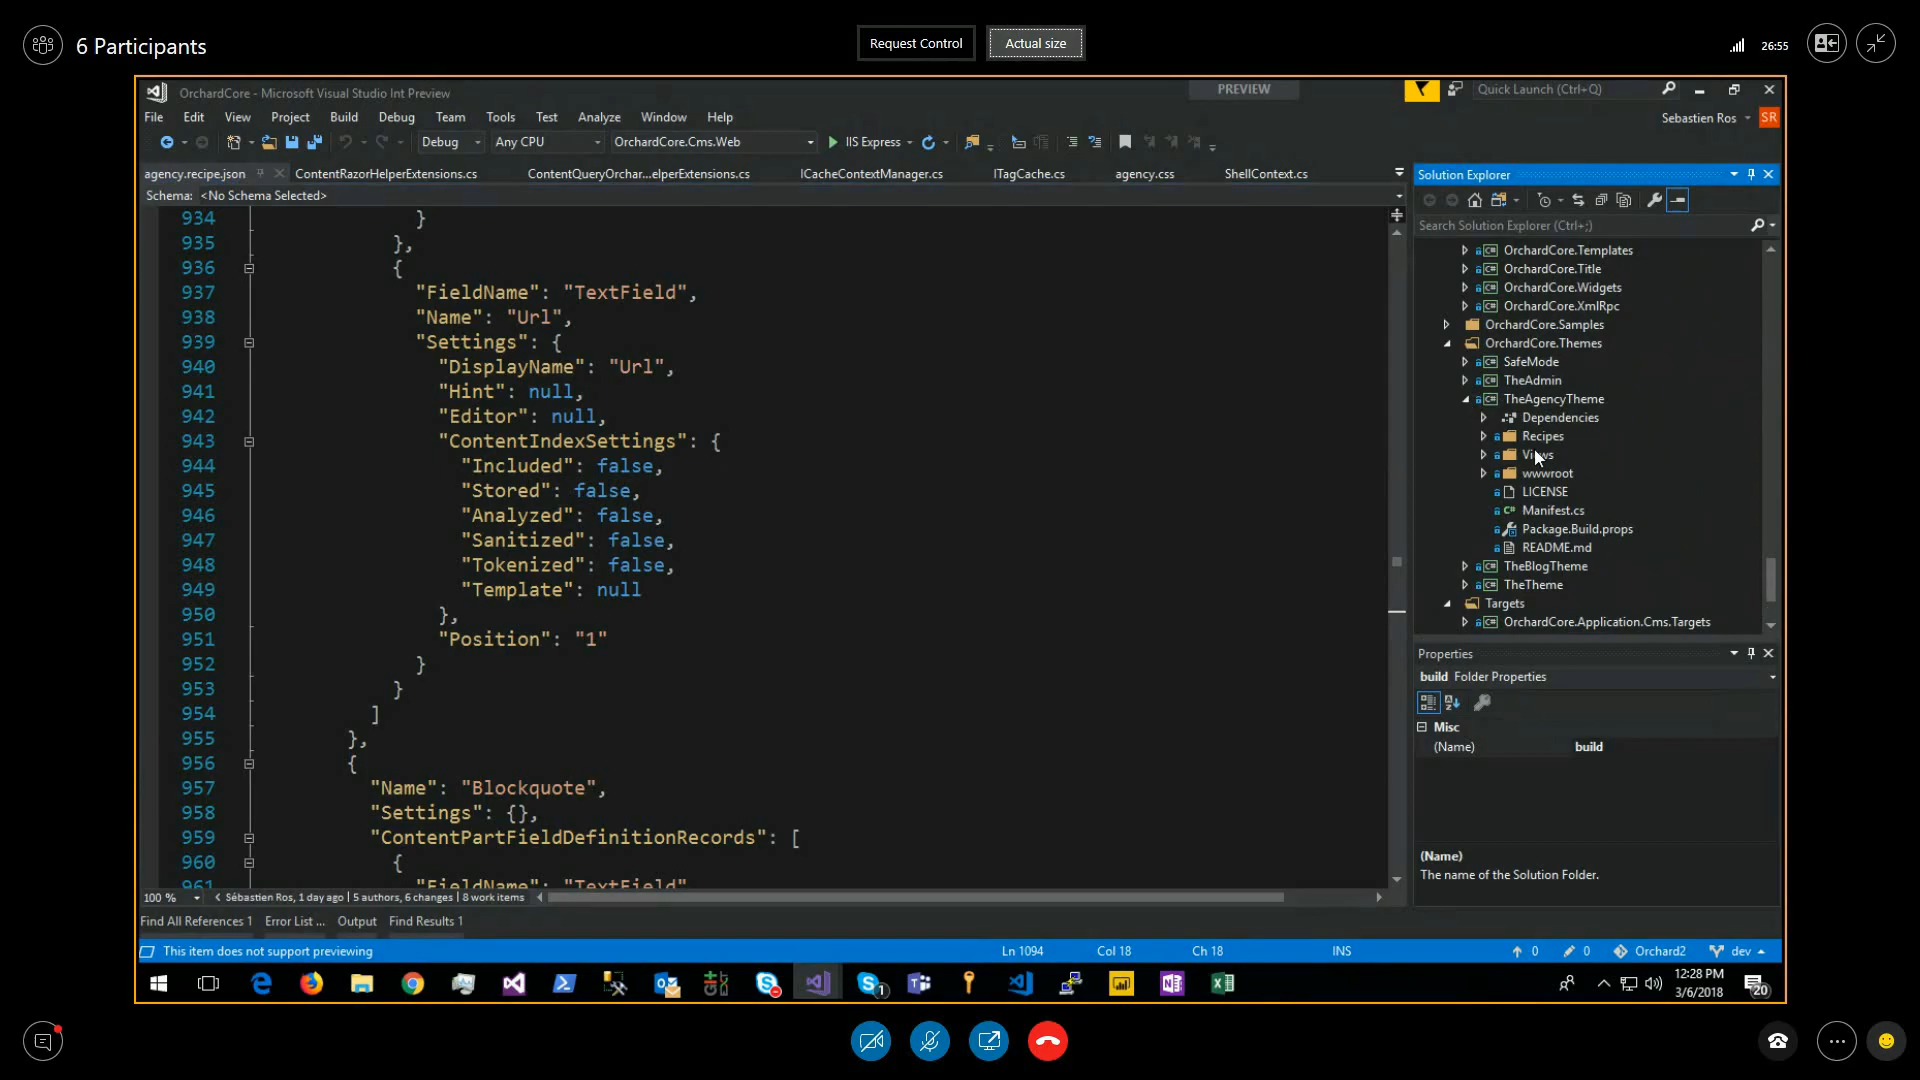 6 Participants
Request Control
Actual size
26:55
OrchardCore - Microsoft Visual Studio Int Preview
PREVIEW
Quick Launch (Ctrl+Q)
File Edit View Project Build Debug Team Tools Test Analyze Window Help
Sebastien Ros
SR
Debug Any CPU OrchardCore.Cms.Web IIS Express
agency.recipe.json ContentRazorHelperExtensions.cs ContentQueryOrchar...elperExtensions.cs ICacheContextManager.cs ITagCache.cs agency.css ShellContext.cs
Schema: <No Schema Selected>
934 }
935 },
936 {
937 "FieldName": "TextField",
938 "Name": "Url",
939 "Settings": {
940 "DisplayName": "Url",
941 "Hint": null,
942 "Editor": null,
943 "ContentIndexSettings": {
944 "Included": false,
945 "Stored": false,
946 "Analyzed": false,
947 "Sanitized": false,
948 "Tokenized": false,
949 "Template": null
950 },
951 "Position": "1"
952 }
953 }
954 ]
955 },
956 {
957 "Name": "Blockquote",
958 "Settings": {},
959 "ContentPartFieldDefinitionRecords": [
960 {
961 "FieldName": "TextField"
100 % Sébastien Ros, 1 day ago | 5 authors, 6 changes | 8 work items
Find All References 1 Error List ... Output Find Results 1
Solution Explorer
Search Solution Explorer (Ctrl+;)
OrchardCore.Templates
OrchardCore.Title
OrchardCore.Widgets
OrchardCore.XmlRpc
OrchardCore.Samples
OrchardCore.Themes
SafeMode
TheAdmin
TheAgencyTheme
Dependencies
Recipes
Views
wwwroot
LICENSE
Manifest.cs
Package.Build.props
README.md
TheBlogTheme
TheTheme
Targets
OrchardCore.Application.Cms.Targets
Properties
build Folder Properties
Misc
(Name) build
(Name)
The name of the Solution Folder.
This item does not support previewing
Ln 1094 Col 18 Ch 18 INS
0 0 Orchard2 dev
12:28 PM
3/6/2018
20